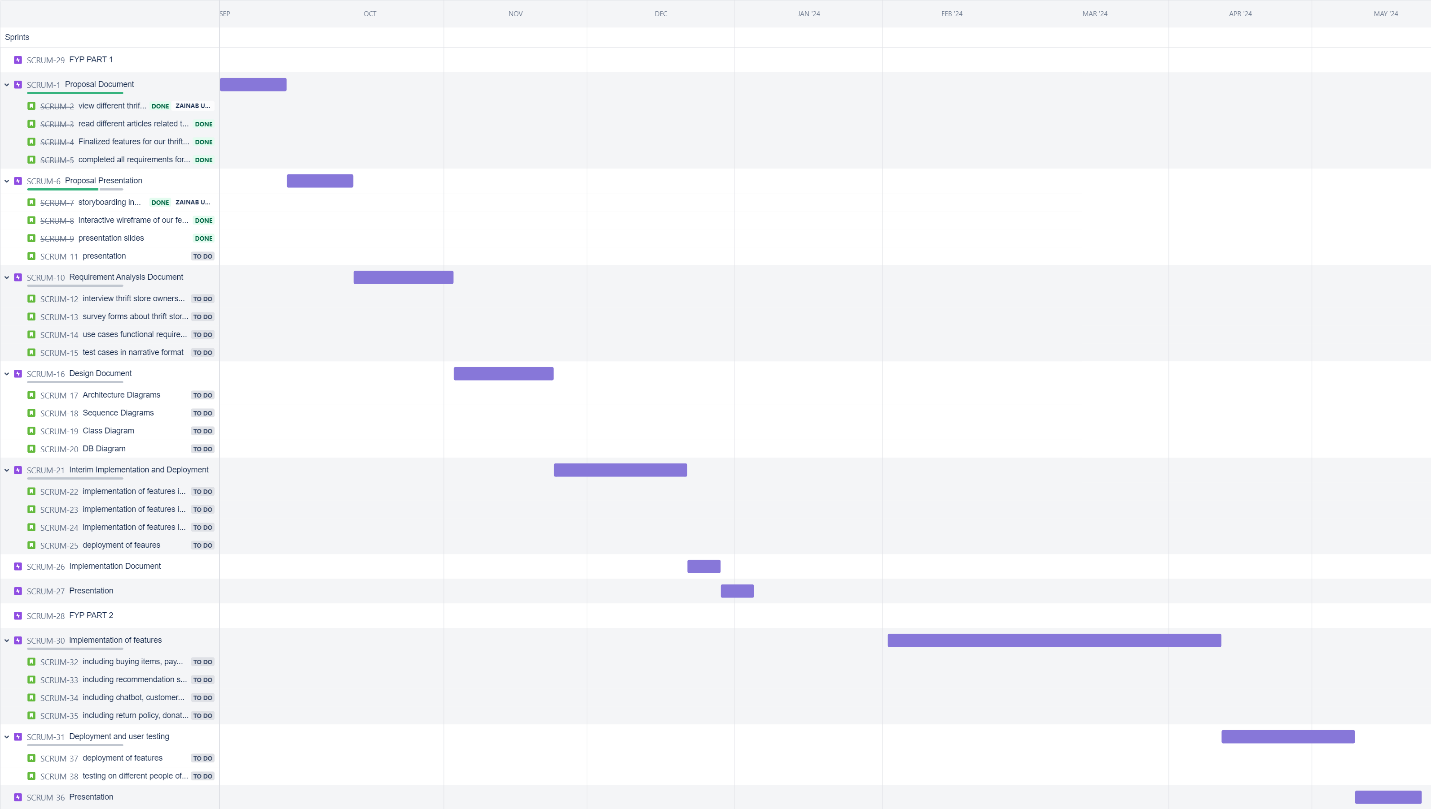 SEP OCT NOV DEC JAN '24 FEB '24 MAR '24 APR '24 MAY '24
Sprints
SCRUM-29 FYP PART 1
SCRUM-1 Proposal Document
SCRUM-2 view different thrif... DONE ZAINAB U...
SCRUM-3 read different articles related t... DONE
SCRUM-4 Finalized features for our thrift... DONE
SCRUM-5 completed all requirements for... DONE
SCRUM-6 Proposal Presentation
SCRUM-7 storyboarding in... DONE ZAINAB U...
SCRUM-8 Interactive wireframe of our fe... DONE
SCRUM-9 presentation slides DONE
SCRUM-11 presentation TO DO
SCRUM-10 Requirement Analysis Document
SCRUM-12 interview thrift store owners... TO DO
SCRUM-13 survey forms about thrift stor... TO DO
SCRUM-14 use cases functional require... TO DO
SCRUM-15 test cases in narrative format TO DO
SCRUM-16 Design Document
SCRUM-17 Architecture Diagrams TO DO
SCRUM-18 Sequence Diagrams TO DO
SCRUM-19 Class Diagram TO DO
SCRUM-20 DB Diagram TO DO
SCRUM-21 Interim Implementation and Deployment
SCRUM-22 implementation of features i... TO DO
SCRUM-23 implementation of features i... TO DO
SCRUM-24 implementation of features i... TO DO
SCRUM-25 deployment of feaures TO DO
SCRUM-26 Implementation Document
SCRUM-27 Presentation
SCRUM-28 FYP PART 2
SCRUM-30 Implementation of features
SCRUM-32 including buying items, pay... TO DO
SCRUM-33 including recommendation s... TO DO
SCRUM-34 including chatbot, customer... TO DO
SCRUM-35 including return policy, donat... TO DO
SCRUM-31 Deployment and user testing
SCRUM-37 deployment of features TO DO
SCRUM-38 testing on different people of... TO DO
SCRUM-36 Presentation